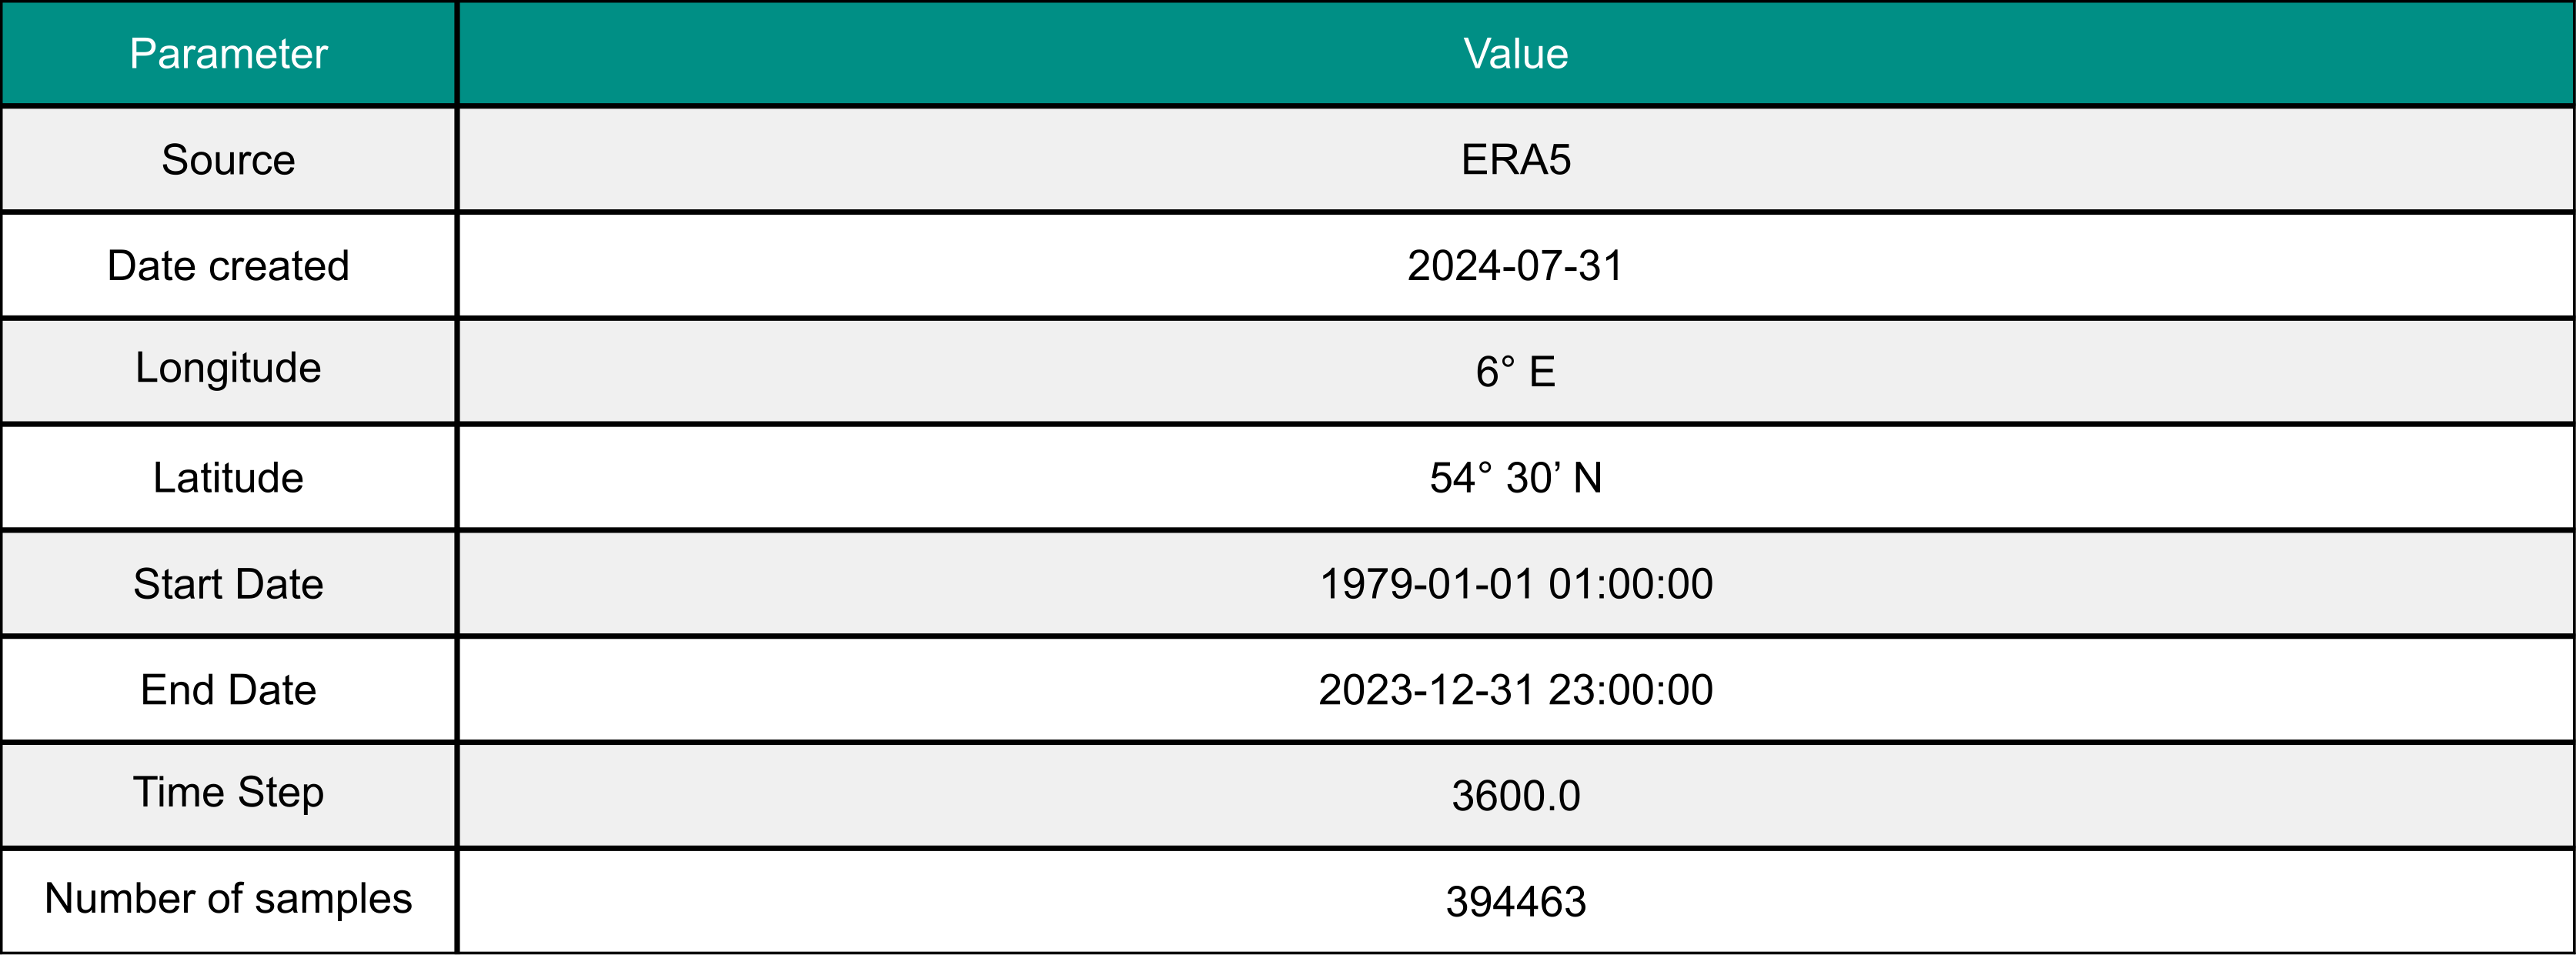 Parameter Value
Source ERA5
Date created 2024-07-31
Longitude 6° E
Latitude 54° 30’ N
Start Date 1979-01-01 01:00:00
End Date 2023-12-31 23:00:00
Time Step 3600.0
Number of samples 394463